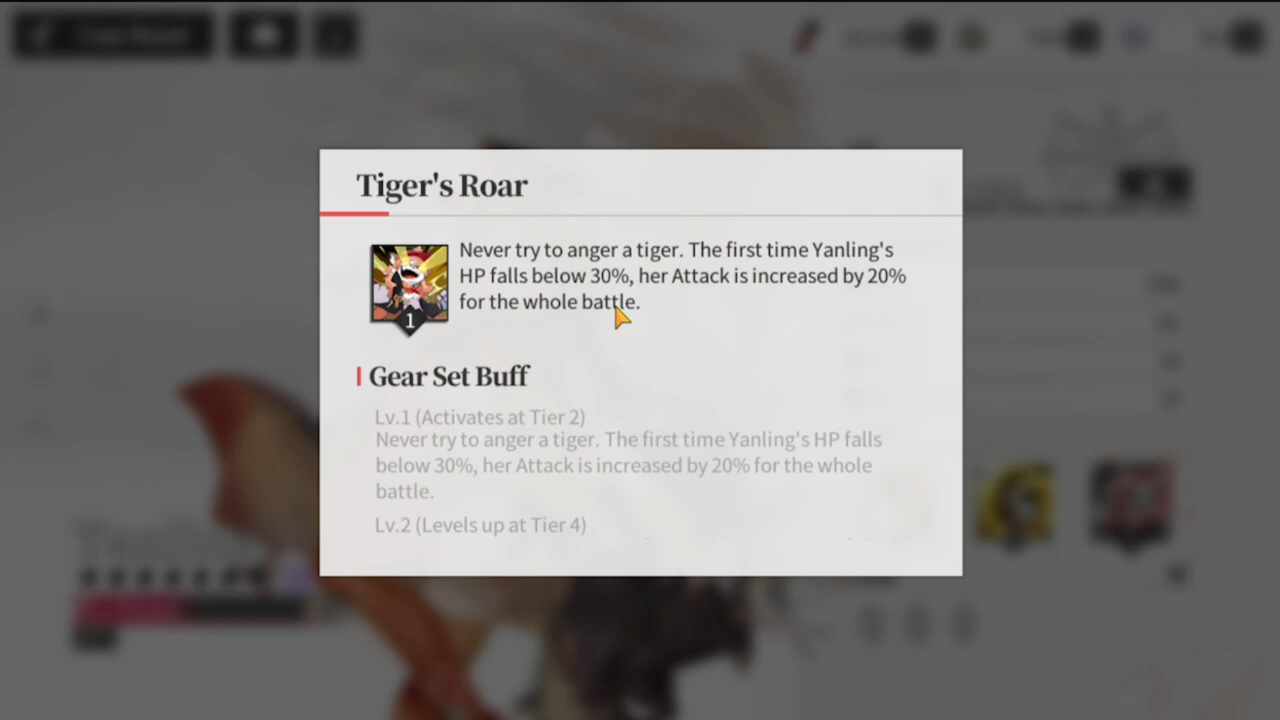 Tiger's Roar
Never try to anger a tiger. The first time Yanling's
HP falls below 30%, her Attack is increased by 20%
for the whole battle.
1
Gear Set Buff
Lv.1 (Activates at Tier 2)
Never try to anger a tiger. The first time Yanling's HP falls
below 30%, her Attack is increased by 20% for the whole
battle.
Lv.2 (Levels up at Tier 4)